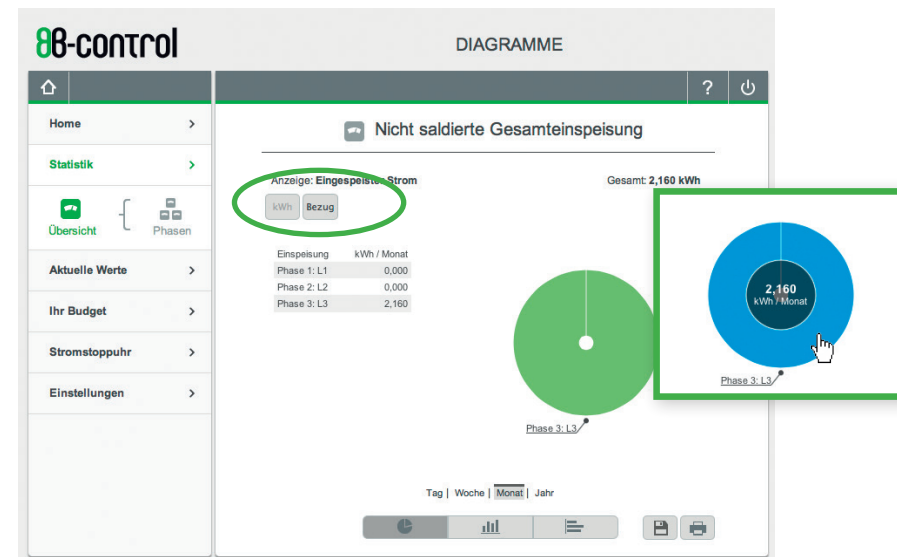 B-control
DIAGRAMME
?
Home
Nicht saldierte Gesamteinspeisung
Statistik
Anzeige: Eingespeister Strom
Gesamt: 2,160 kWh
kWh Bezug
Übersicht
Phasen
Einspeisung kWh / Monat
Phase 1: L1 0,000
Phase 2: L2 0,000
Phase 3: L3 2,160
Aktuelle Werte
Ihr Budget
Stromstoppuhr
Einstellungen
2,160
kWh / Monat
Phase 3: L3
Phase 3: L3
Tag | Woche | Monat | Jahr